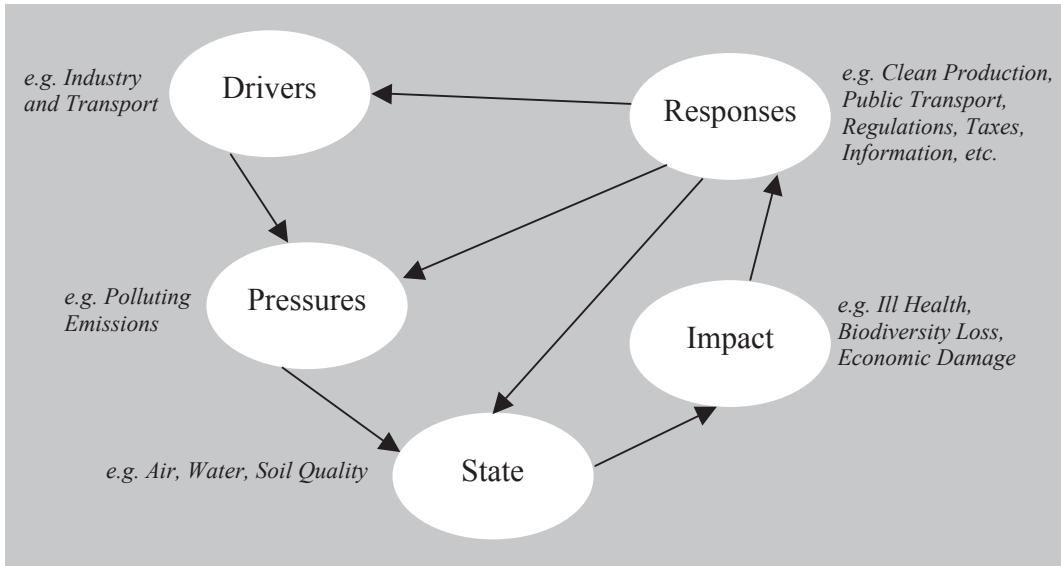 e.g. Industry
and Transport
Drivers
Responses
e.g. Clean Production,
Public Transport,
Regulations, Taxes,
Information, etc.
e.g. Polluting
Emissions
Pressures
Impact
e.g. Ill Health,
Biodiversity Loss,
Economic Damage
e.g. Air, Water, Soil Quality
State